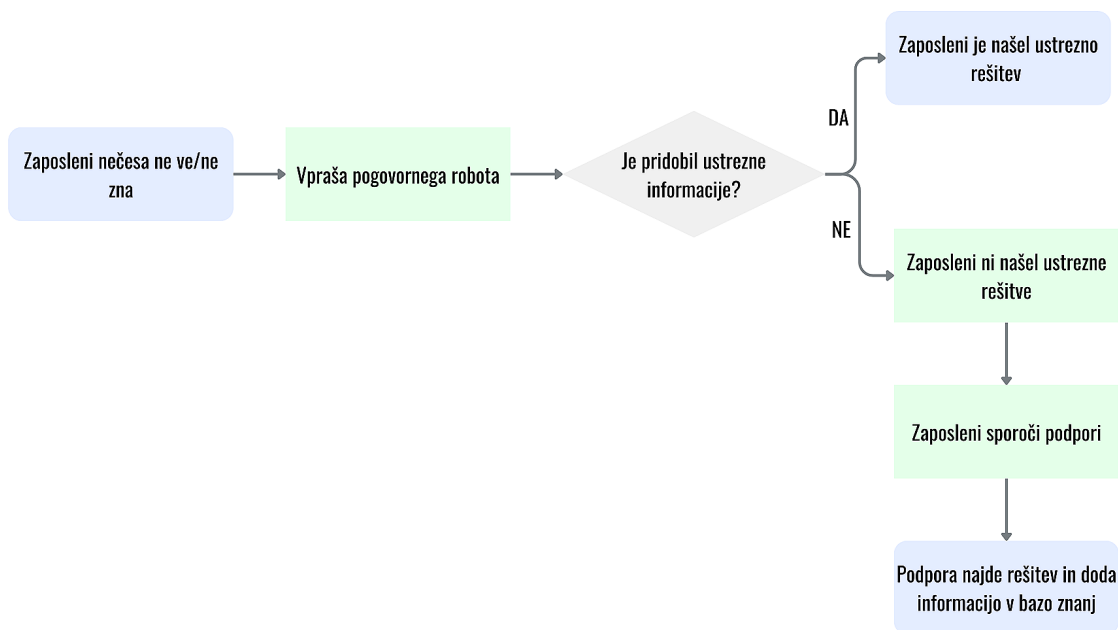 Zaposleni nečesa ne ve/ne
zna
Vpraša pogovornega robota
Je pridobil ustrezne
informacije?
DA
Zaposleni je našel ustrezno
rešitev
NE
Zaposleni ni našel ustrezne
rešitve
Zaposleni sporoči podpori
Podpora najde rešitev in doda
informacijo v bazo znanj